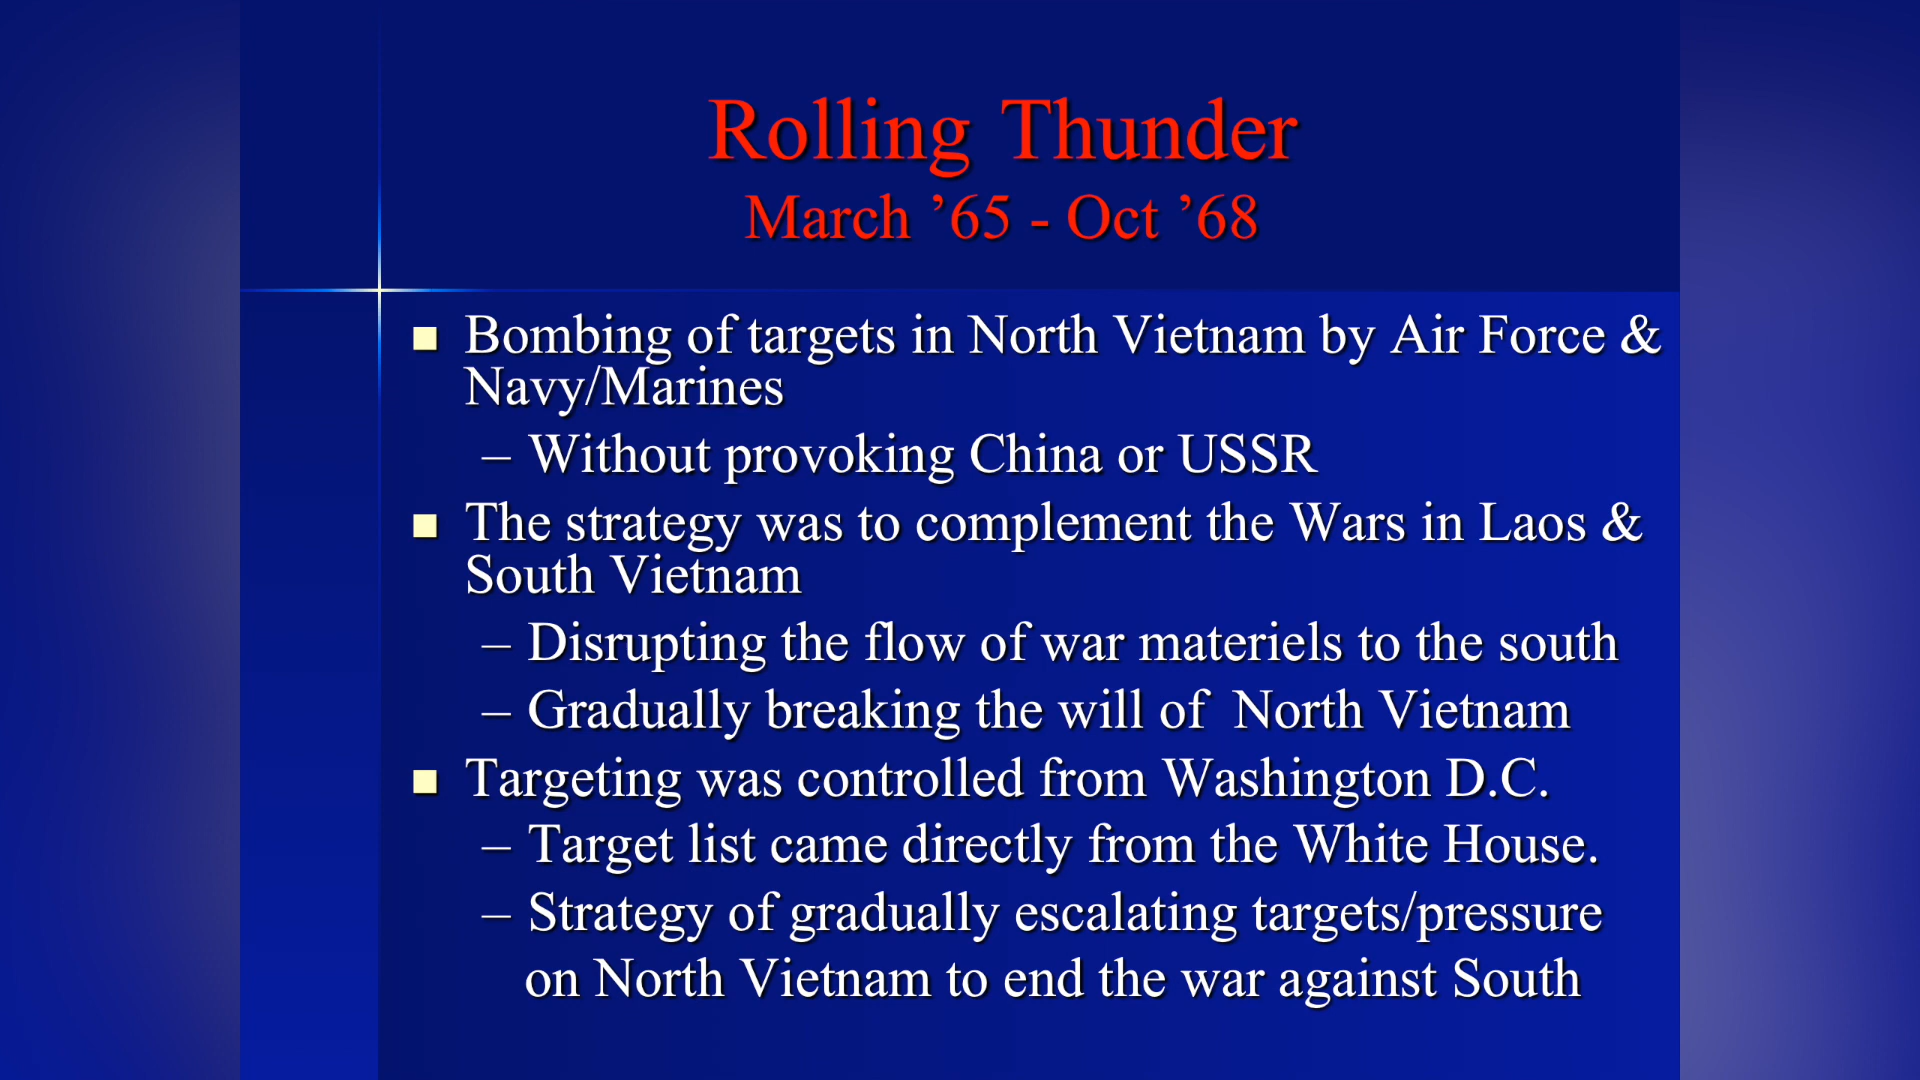 Rolling Thunder
March ’65 - Oct ’68
■ Bombing of targets in North Vietnam by Air Force &
Navy/Marines
– Without provoking China or USSR
■ The strategy was to complement the Wars in Laos &
South Vietnam
– Disrupting the flow of war materiels to the south
– Gradually breaking the will of  North Vietnam
■ Targeting was controlled from Washington D.C.
– Target list came directly from the White House.
– Strategy of gradually escalating targets/pressure
on North Vietnam to end the war against South